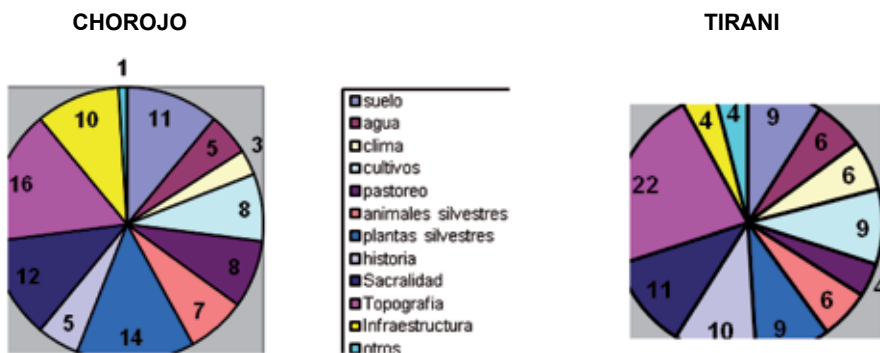 CHOROJO
1
10
11
5
3
16
8
12
8
7
5
14
suelo
agua
clima
cultivos
pastoreo
animales silvestres
plantas silvestres
historia
Sacralidad
Topografia
Infraestructura
otros
TIRANI
4
4
9
6
22
6
9
11
4
6
10
9